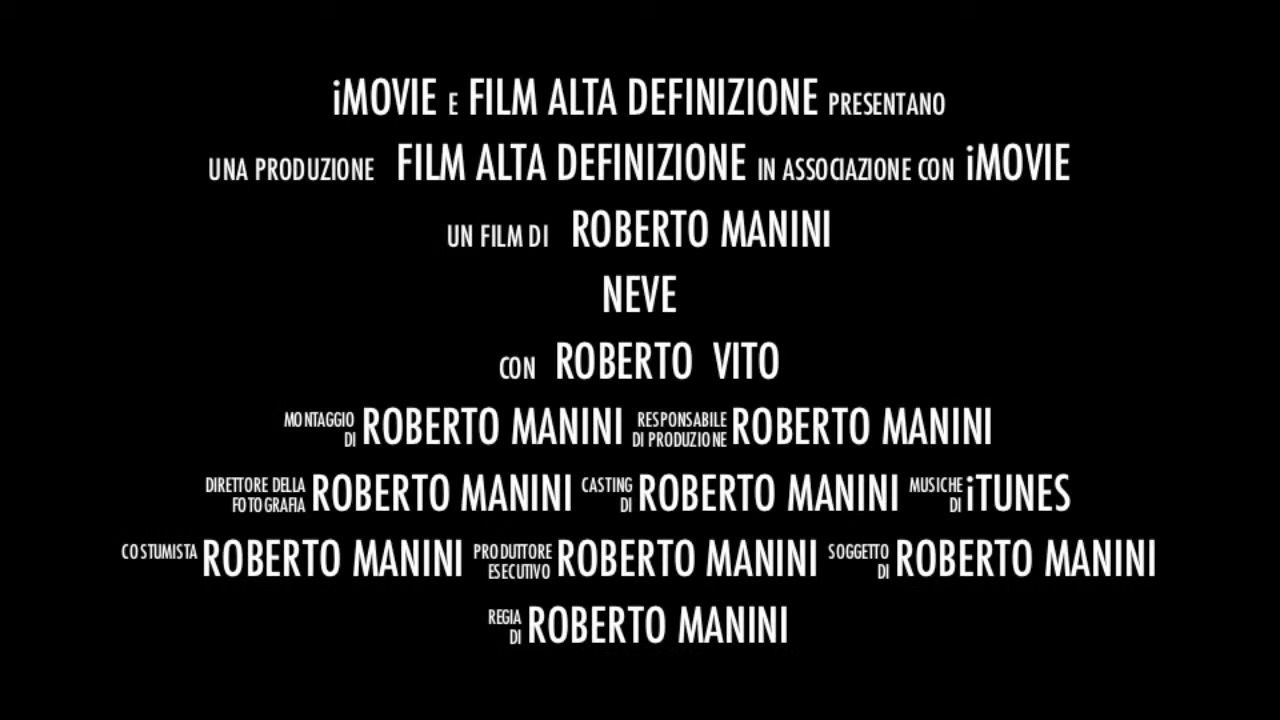 iMOVIE E FILM ALTA DEFINIZIONE PRESENTANO
UNA PRODUZIONE FILM ALTA DEFINIZIONE IN ASSOCIAZIONE CON iMOVIE
UN FILM DI ROBERTO MANINI
NEVE
CON ROBERTO VITO
MONTAGGIO DI ROBERTO MANINI RESPONSABILE DI PRODUZIONE ROBERTO MANINI
DIRETTORE DELLA FOTOGRAFIA ROBERTO MANINI CASTING DI ROBERTO MANINI MUSICHE DI iTUNES
COSTUMISTA ROBERTO MANINI PRODUTTORE ESECUTIVO ROBERTO MANINI SOGGETTO DI ROBERTO MANINI
REGIA DI ROBERTO MANINI